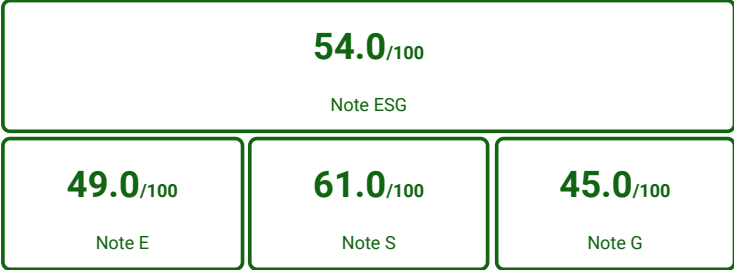 54.0/100
Note ESG
49.0/100
Note E
61.0/100
Note S
45.0/100
Note G